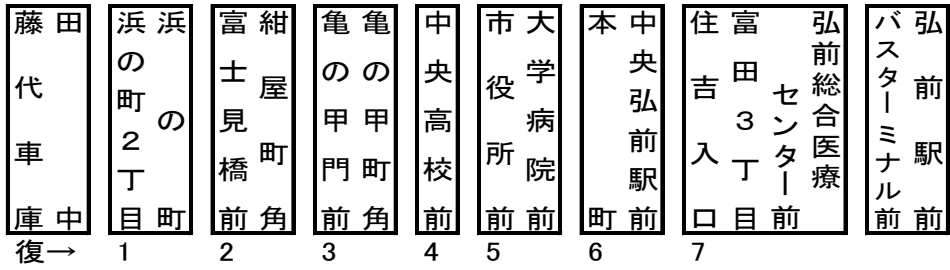 弘前駅前
バスターミナル前
弘前総合医療
センター前
富田3丁目
住吉入口
中央弘前駅前
本町
大学病院前
市役所前
中央高校前
亀の甲町角
亀の甲門前
紺屋町角
富士見橋前
浜の町
浜の町2丁目
田中
藤代車庫
復→ 1 2 3 4 5 6 7